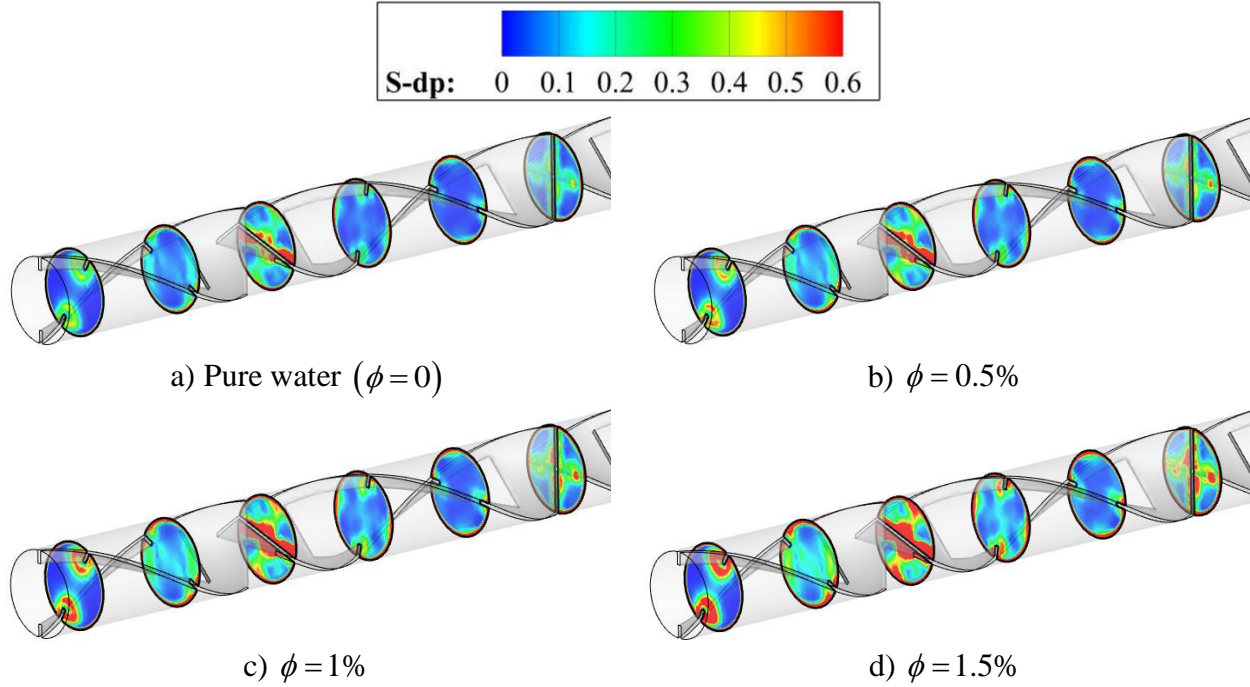 S-dp: 0 0.1 0.2 0.3 0.4 0.5 0.6
a) Pure water (ϕ = 0)
b) ϕ = 0.5%
c) ϕ = 1%
d) ϕ = 1.5%